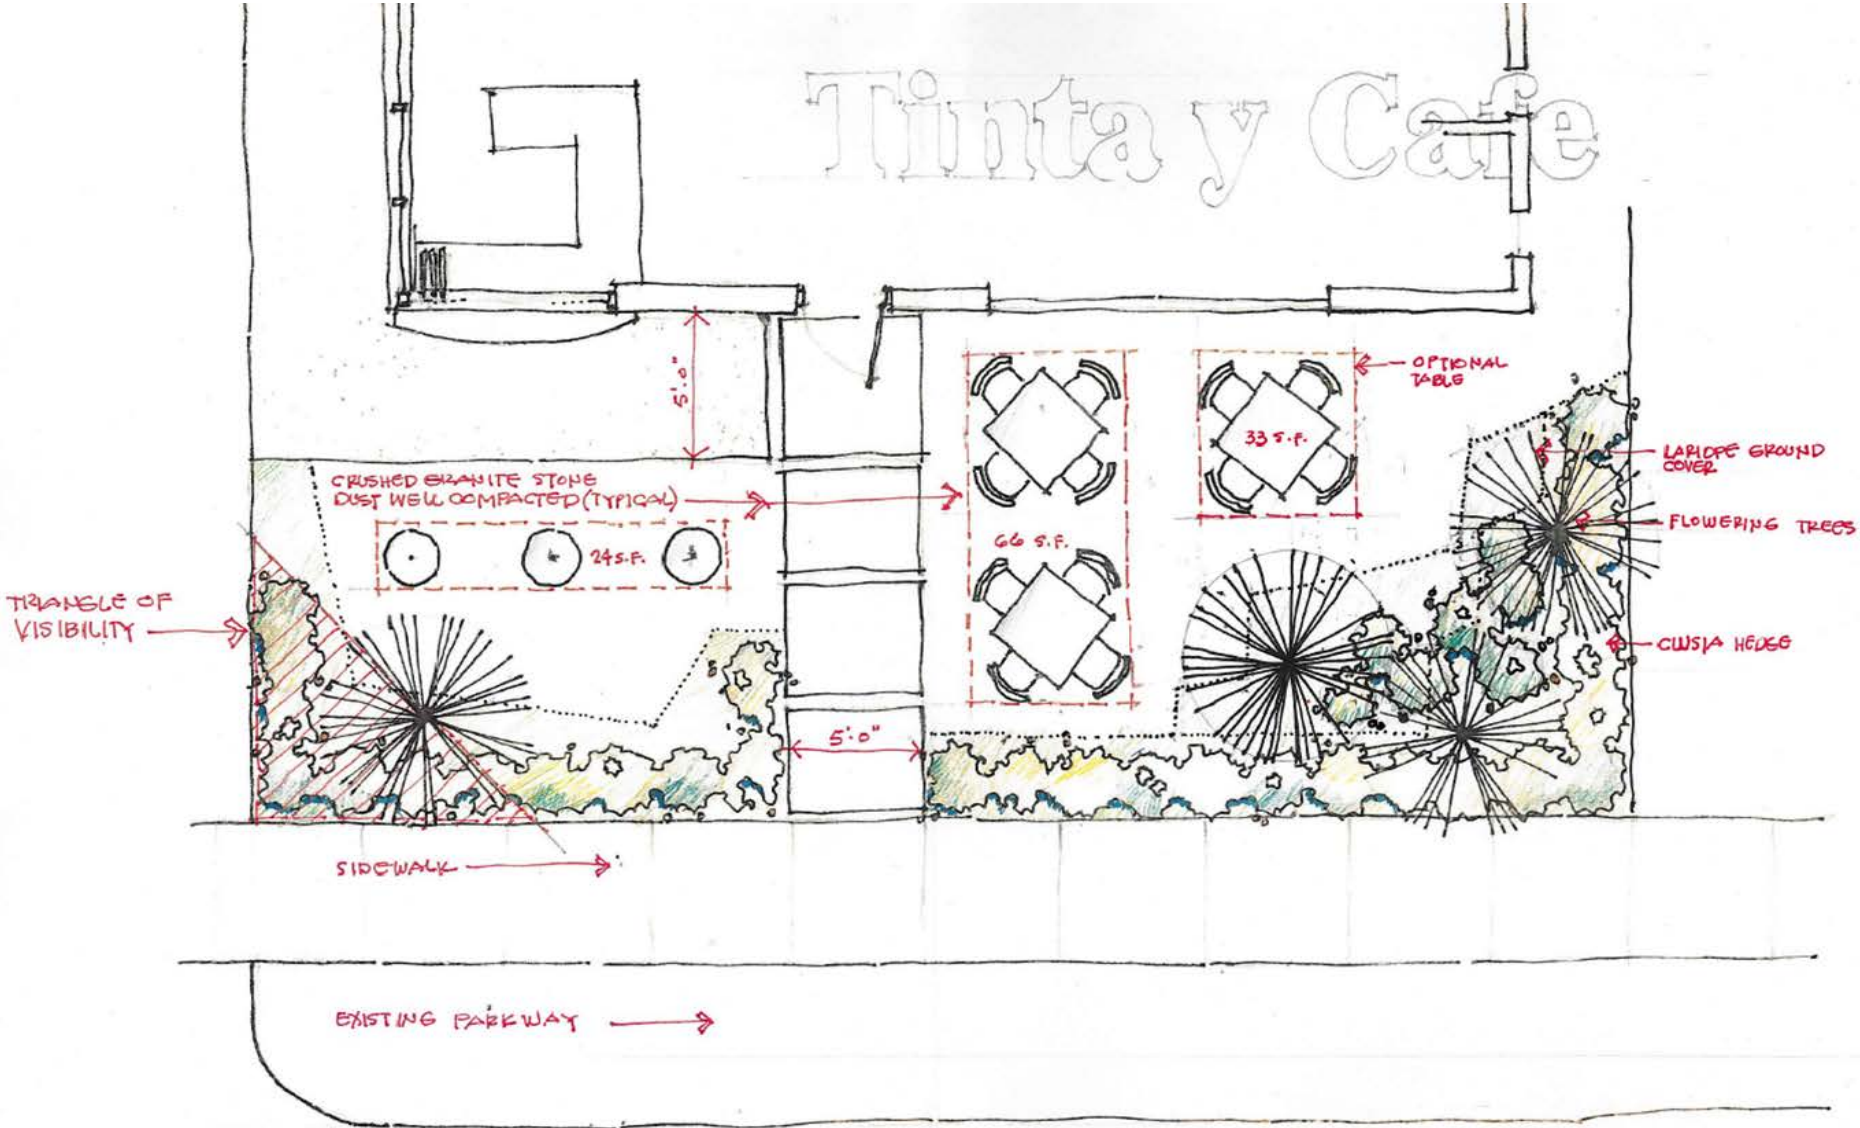 Tinta y Cafe
5'.0"
OPTIONAL
TABLE
33 S.F.
LARIOPE GROUND
COVER
CRUSHED GRANITE STONE
DUST WELL COMPACTED (TYPICAL)
FLOWERING TREES
66 S.F.
24 S.F.
TRIANGLE OF
VISIBILITY
CLUSIA HEDGE
5'.0"
SIDEWALK
EXISTING PARKWAY